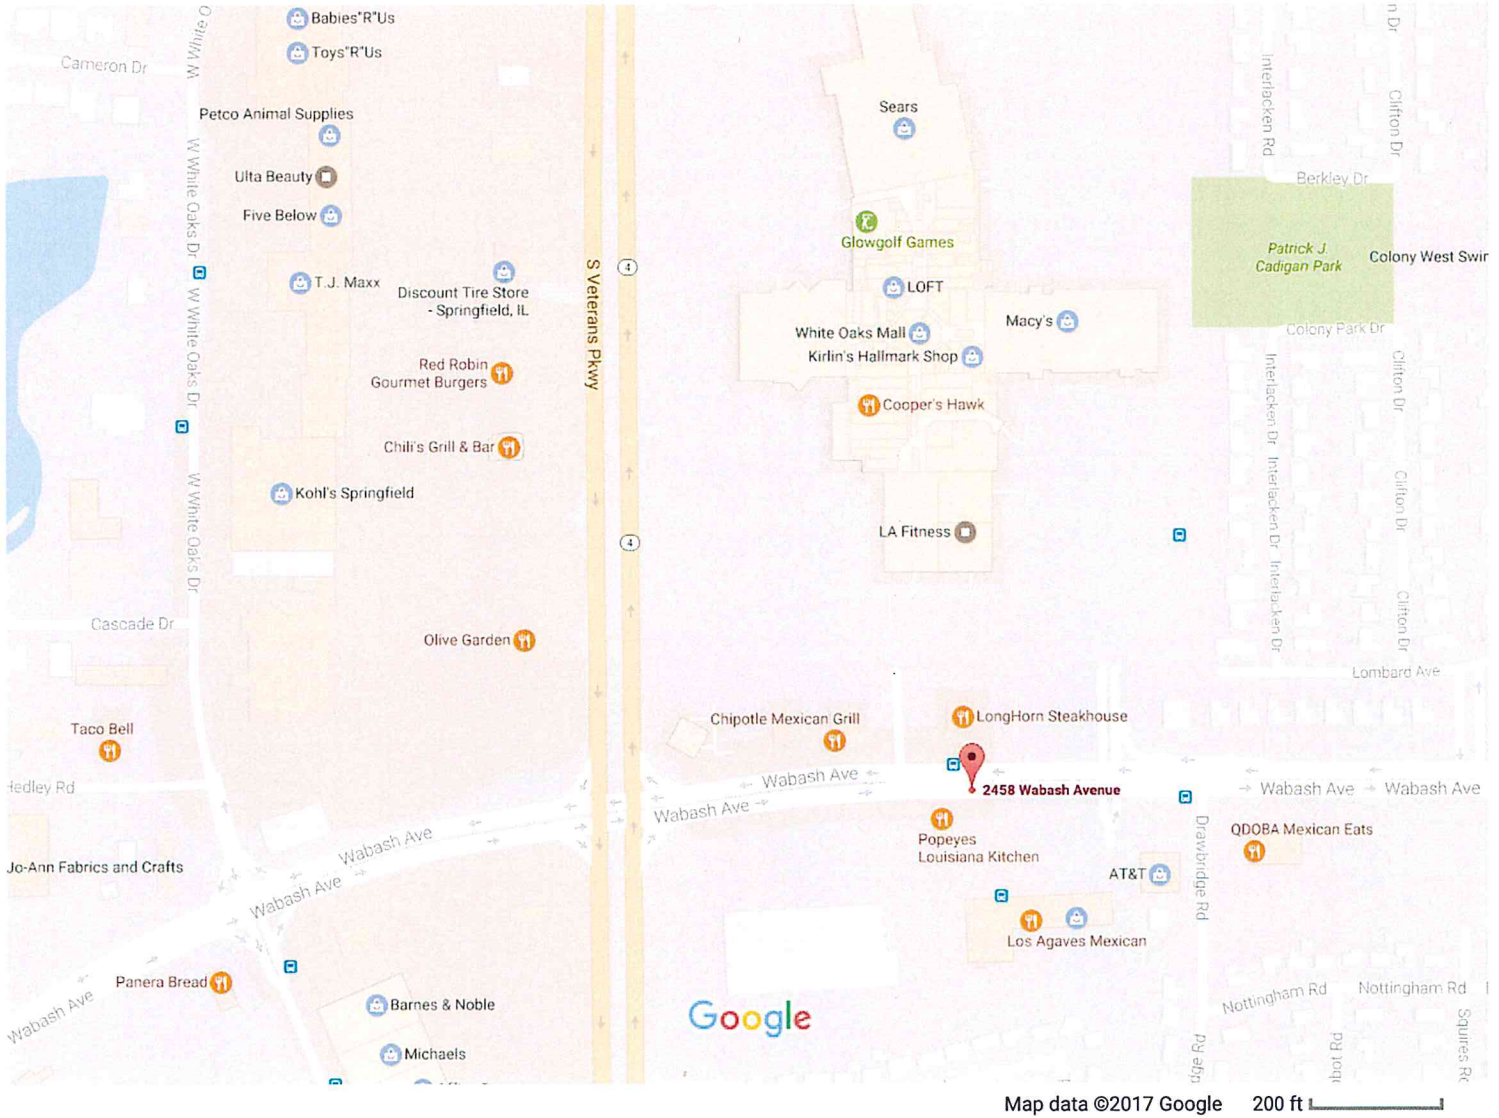 Babies"R"Us
Toys"R"Us
Cameron Dr
W White O
Petco Animal Supplies
Sears
Interlacken Rd
n Dr
Clifton Dr
W White Oaks Dr
Ulta Beauty
Five Below
Berkley Dr
Glowgolf Games
Patrick J.
Cadigan Park
Colony West Swir
4
S Veterans Pkwy
T.J. Maxx
Discount Tire Store
- Springfield, IL
LOFT
W White Oaks Dr
White Oaks Mall
Macy's
Kirlin's Hallmark Shop
Colony Park Dr
Red Robin
Gourmet Burgers
Interlacken Dr
Clifton Dr
Cooper's Hawk
Chili's Grill & Bar
Kohl's Springfield
Interlacken Dr
Clifton Dr
W White Oaks Dr
LA Fitness
4
Interlacken Dr
Clifton Dr
Cascade Dr
Olive Garden
Lombard Ave
Taco Bell
Chipotle Mexican Grill
LongHorn Steakhouse
Hedley Rd
Wabash Ave
Wabash Ave
2458 Wabash Avenue
Wabash Ave
Wabash Ave
Popeyes
Louisiana Kitchen
QDOBA Mexican Eats
Wabash Ave
Jo-Ann Fabrics and Crafts
AT&T
Drawbridge Rd
Wabash Ave
Los Agaves Mexican
Panera Bread
Wabash Ave
Barnes & Noble
Google
Nottingham Rd
Nottingham Rd
Michaels
dge Rd
bot Rd
Squires Rd
Map data ©2017 Google 200 ft